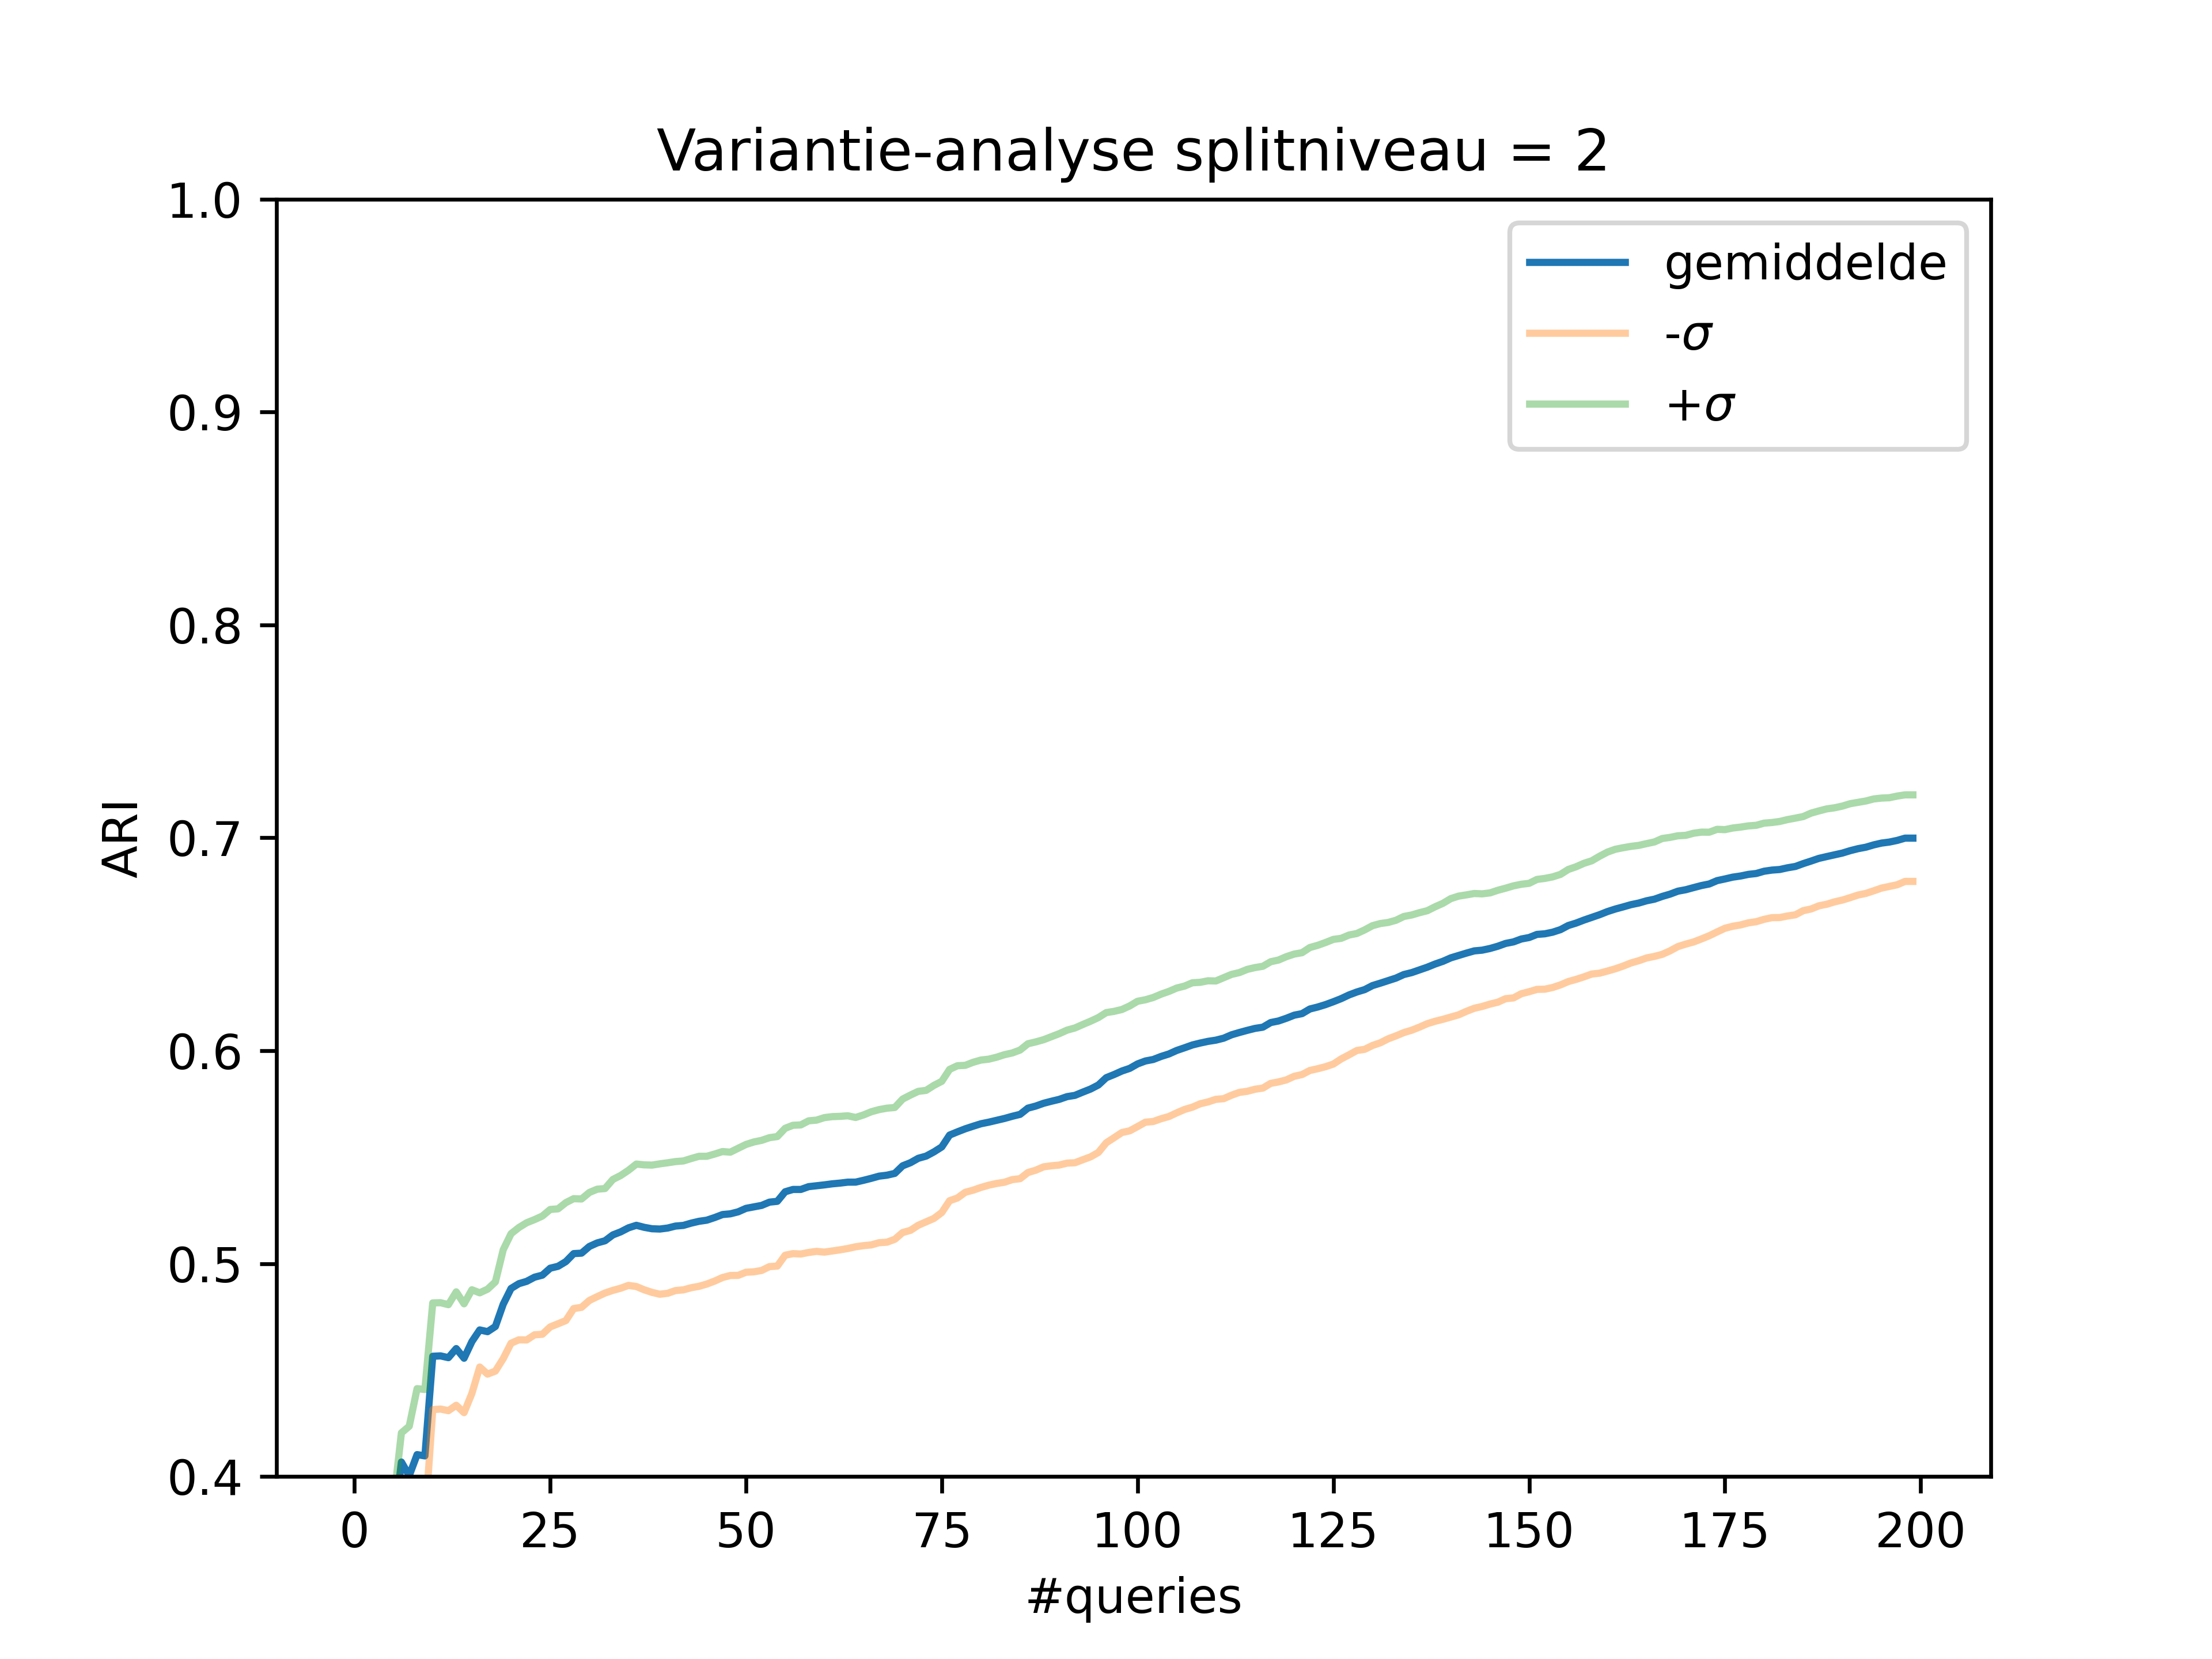 Variantie-analyse splitniveau = 2
1.0
0.9
0.8
0.7
0.6
0.5
0.4
ARI
gemiddelde
-σ
+σ
0 25 50 75 100 125 150 175 200
#queries